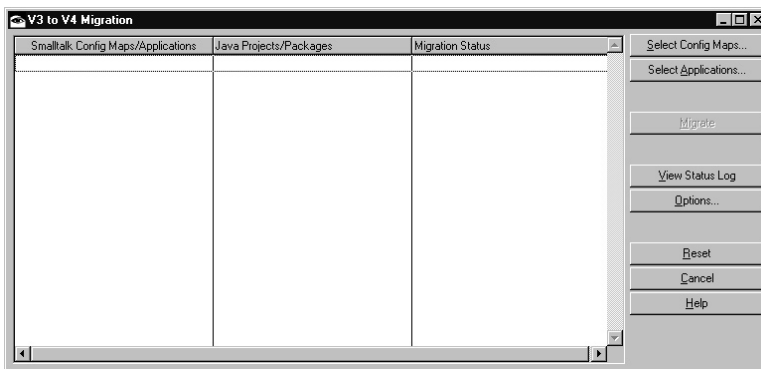 V3 to V4 Migration
Smalltalk Config Maps/Applications Java Projects/Packages Migration Status
Select Config Maps...
Select Applications...
Migrate
View Status Log
Options...
Reset
Cancel
Help